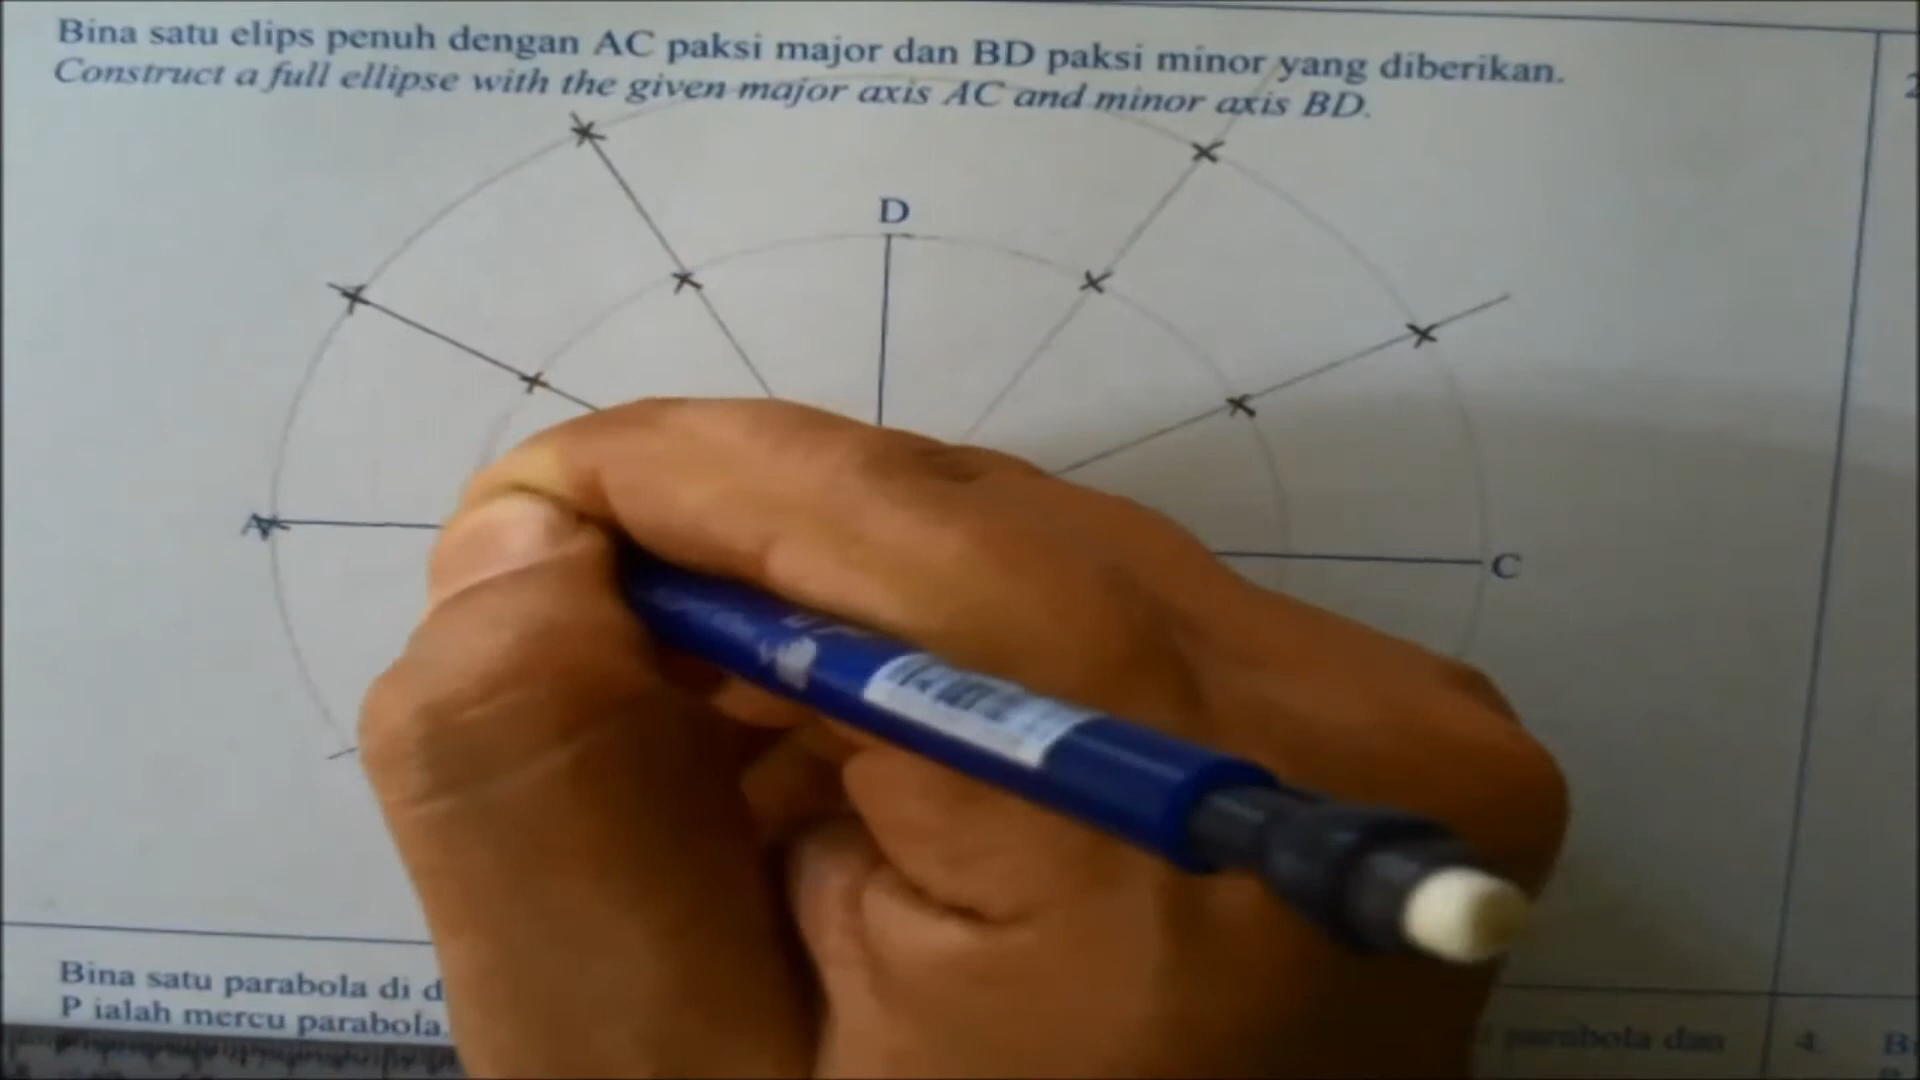 Bina satu elips penuh dengan AC paksi major dan BD paksi minor yang diberikan.
Construct a full ellipse with the given major axis AC and minor axis BD.
2
D
A
C
Bina satu parabola di d
P ialah mercu parabola.
parabola dan
4
B